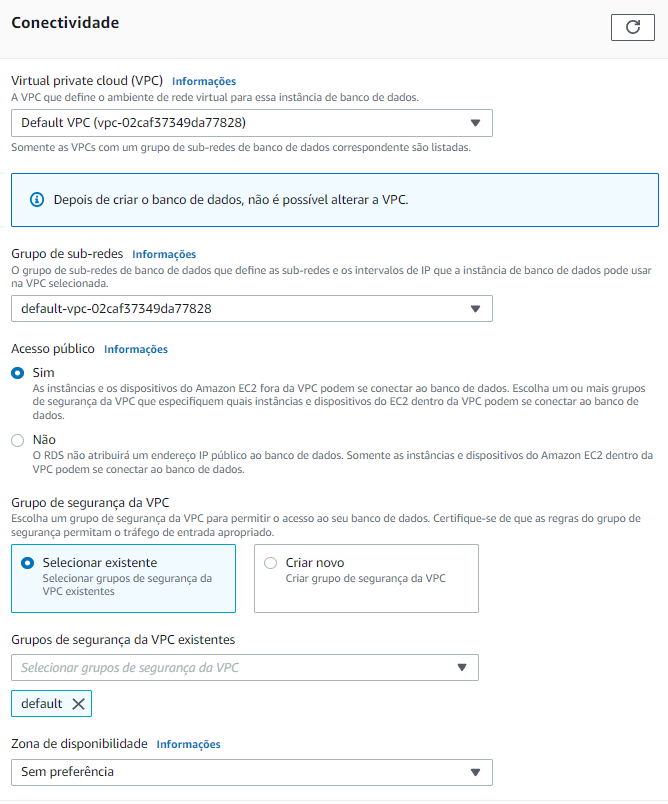 Conectividade
Virtual private cloud (VPC) Informações
A VPC que define o ambiente de rede virtual para essa instância de banco de dados.
Default VPC (vpc-02caf37349da77828)
Somente as VPCs com um grupo de sub-redes de banco de dados correspondente são listadas.
Depois de criar o banco de dados, não é possível alterar a VPC.
Grupo de sub-redes Informações
O grupo de sub-redes de banco de dados que define as sub-redes e os intervalos de IP que a instância de banco de dados pode usar
na VPC selecionada.
default-vpc-02caf37349da77828
Acesso público Informações
Sim
As instâncias e os dispositivos do Amazon EC2 fora da VPC podem se conectar ao banco de dados. Escolha um ou mais grupos
de segurança da VPC que especifiquem quais instâncias e dispositivos do EC2 dentro da VPC podem se conectar ao banco de
dados.
Não
O RDS não atribuirá um endereço IP público ao banco de dados. Somente as instâncias e dispositivos do Amazon EC2 dentro da
VPC podem se conectar ao banco de dados.
Grupo de segurança da VPC
Escolha um grupo de segurança da VPC para permitir o acesso ao seu banco de dados. Certifique-se de que as regras do grupo de
segurança permitam o tráfego de entrada apropriado.
Selecionar existente
Selecionar grupos de segurança da
VPC existentes
Criar novo
Criar grupo de segurança da VPC
Grupos de segurança da VPC existentes
Selecionar grupos de segurança da VPC
default
Zona de disponibilidade Informações
Sem preferência